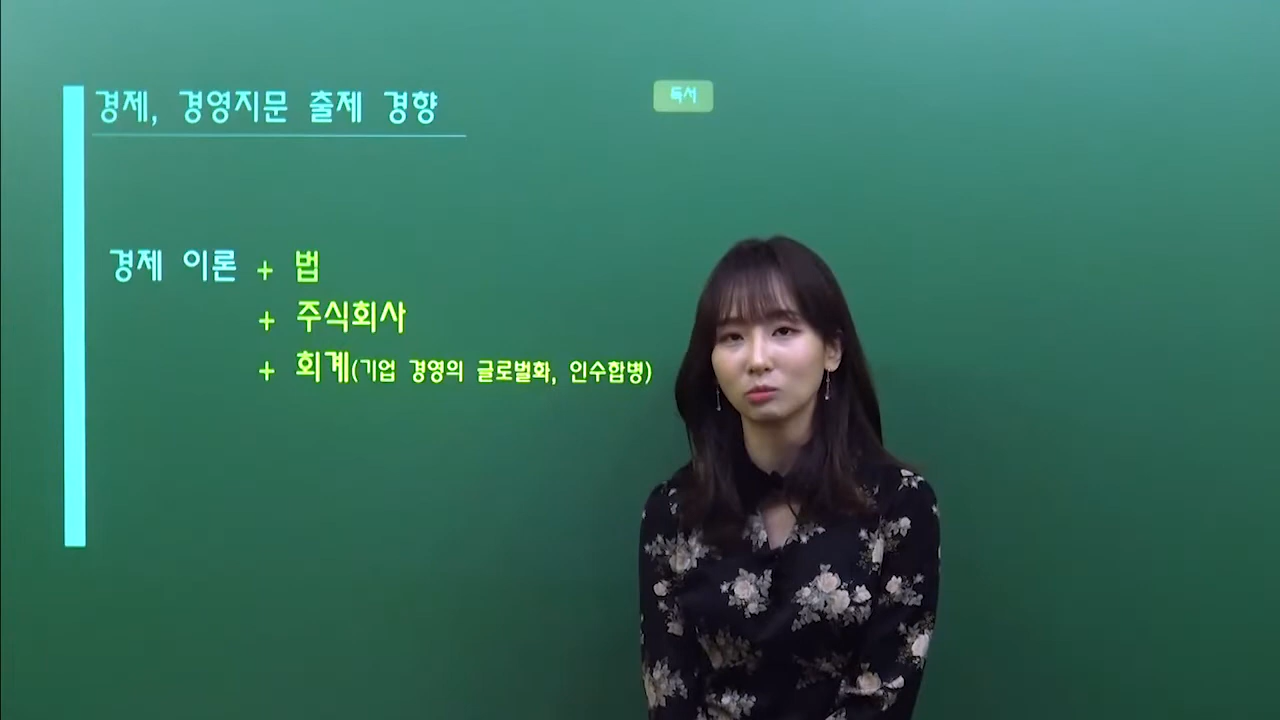 경제, 경영지문 출제 경향
독서
경제 이론 + 법
+ 주식회사
+ 회계(기업 경영의 글로벌화, 인수합병)